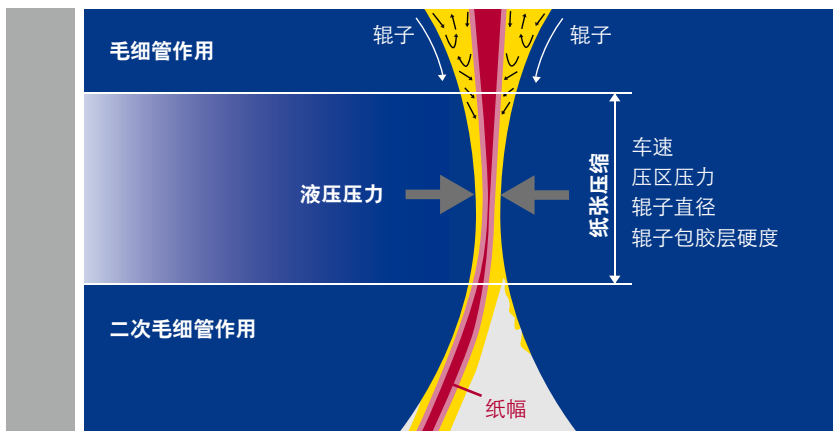 毛细管作用
辊子
辊子
液压压力
纸张压缩
车速
压区压力
辊子直径
辊子包胶层硬度
二次毛细管作用
纸幅